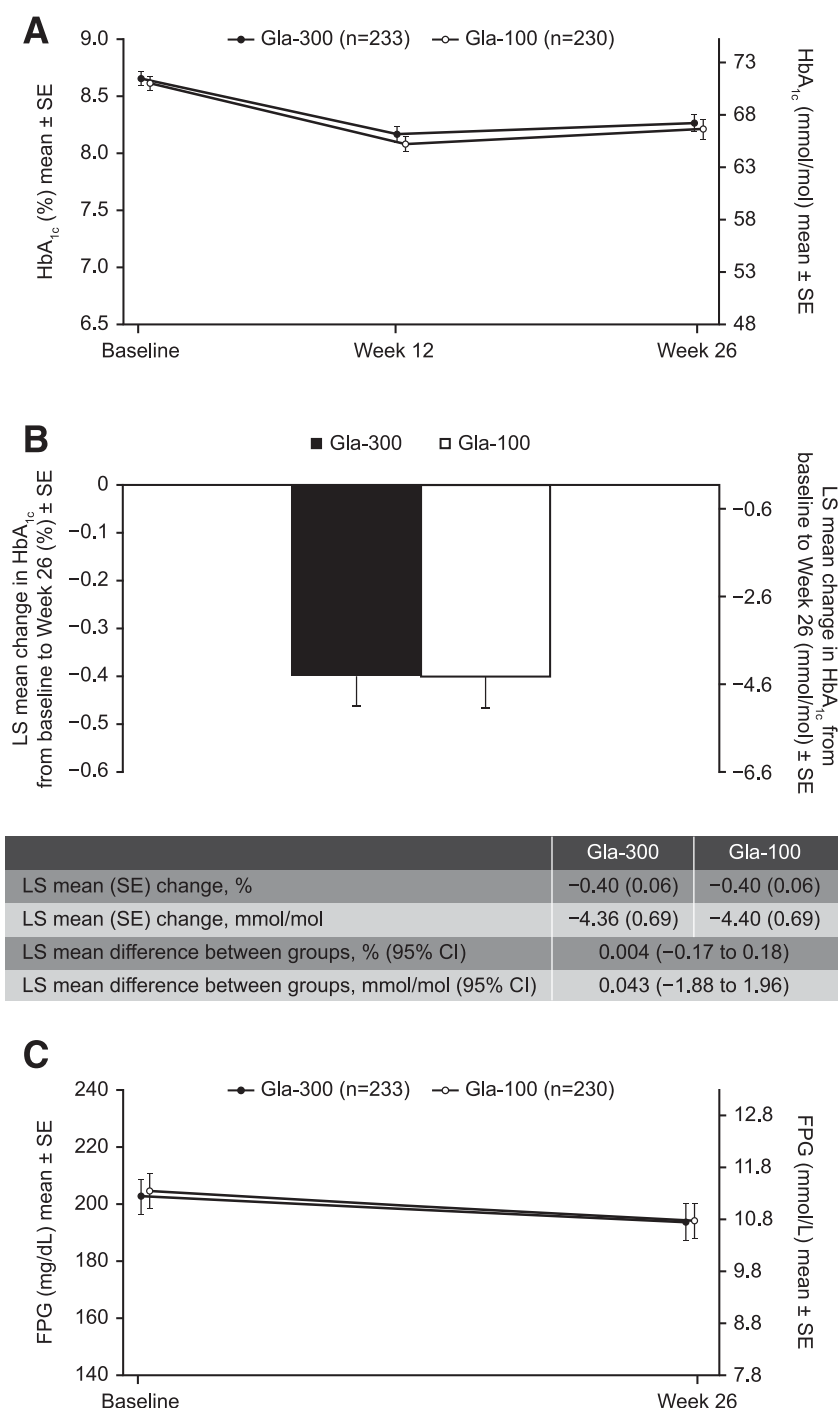 A
Gla-300 (n=233) Gla-100 (n=230)
HbA1c (%) mean ± SE
9.0
8.5
8.0
7.5
7.0
6.5
73
68
63
58
53
48
HbA1c (mmol/mol) mean ± SE
Baseline Week 12 Week 26
B
Gla-300 Gla-100
LS mean change in HbA1c
from baseline to Week 26 (%) ± SE
0
−0.1
−0.2
−0.3
−0.4
−0.5
−0.6
−0.6
−2.6
−4.6
−6.6
LS mean change in HbA1c from
baseline to Week 26 (mmol/mol) ± SE
Gla-300 Gla-100
LS mean (SE) change, % −0.40 (0.06) −0.40 (0.06)
LS mean (SE) change, mmol/mol −4.36 (0.69) −4.40 (0.69)
LS mean difference between groups, % (95% CI) 0.004 (−0.17 to 0.18)
LS mean difference between groups, mmol/mol (95% CI) 0.043 (−1.88 to 1.96)
C
Gla-300 (n=233) Gla-100 (n=230)
FPG (mg/dL) mean ± SE
240
220
200
180
160
140
12.8
11.8
10.8
9.8
8.8
7.8
FPG (mmol/L) mean ± SE
Baseline Week 26